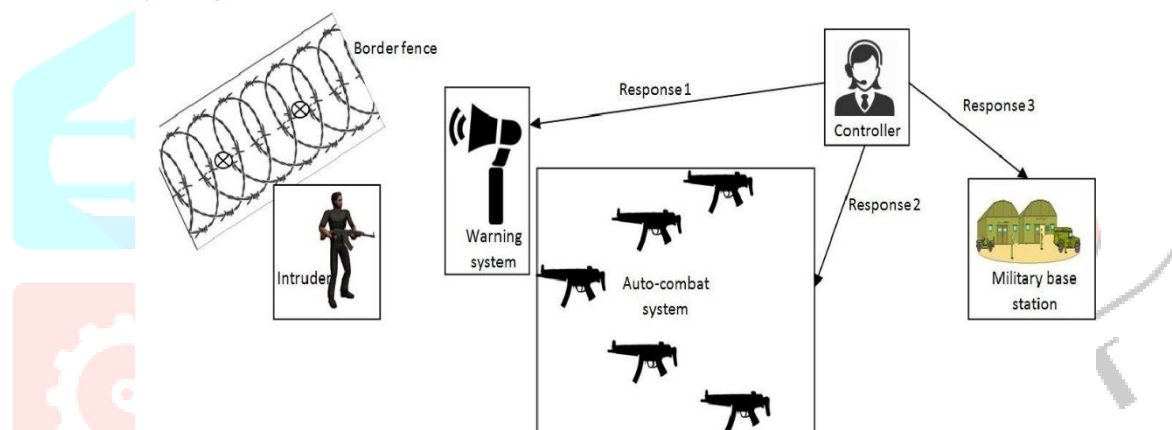 Border fence
Response1
Response3
Controller
Response2
Warning
system
Intruder
Auto-combat
system
Military base
station